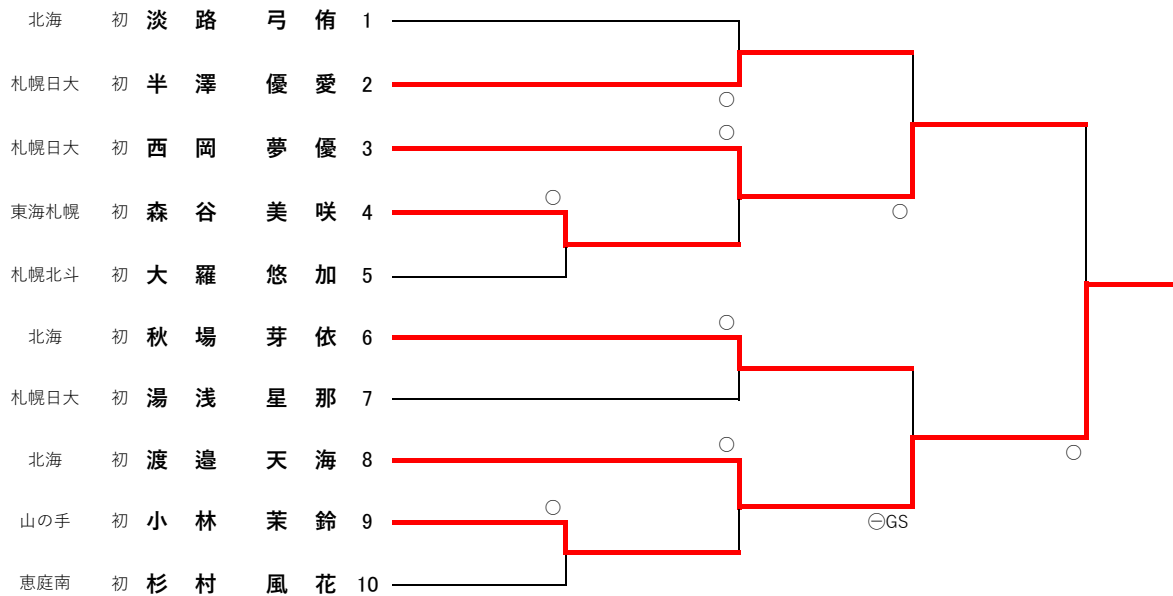 北海 初 淡路 弓侑 1
札幌日大 初 半澤 優愛 2
○
○
札幌日大 初 西岡 夢優 3
○
東海札幌 初 森谷 美咲 4
○
札幌北斗 初 大羅 悠加 5
○
北海 初 秋場 芽依 6
札幌日大 初 湯浅 星那 7
○
○
北海 初 渡邉 天海 8
○
山の手 初 小林 茉鈴 9
㊀GS
恵庭南 初 杉村 風花 10